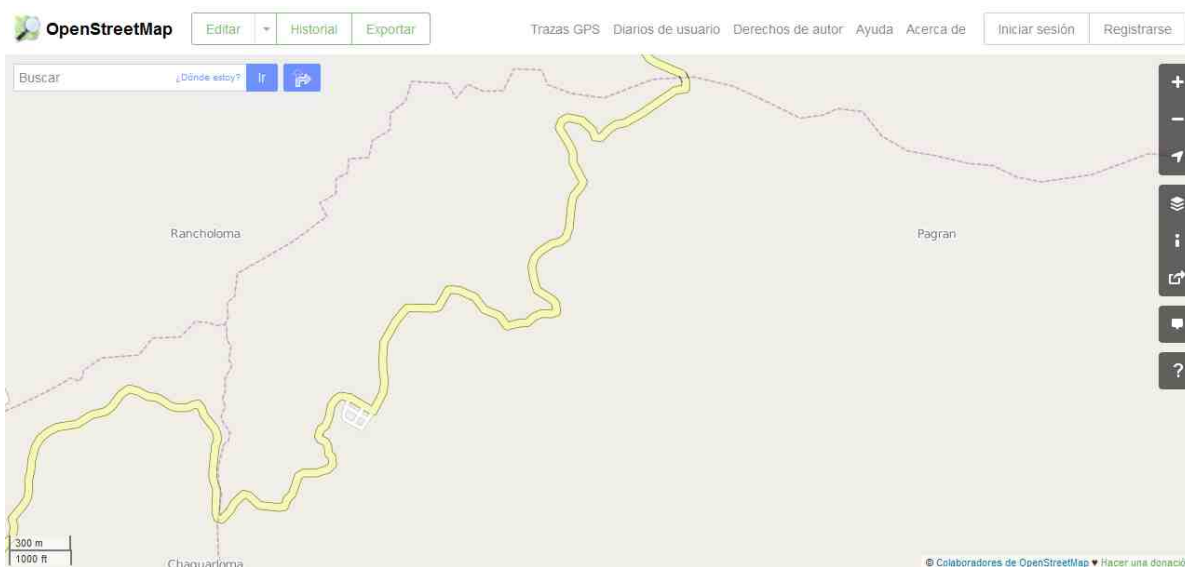 OpenStreetMap Editar Historial Exportar Trazas GPS Diarios de usuario Derechos de autor Ayuda Acerca de Iniciar sesión Registrarse
Buscar ¿Dónde estoy? Ir
Rancholoma
Pagran
300 m
1000 ft
Chaquarloma
© Colaboradores de OpenStreetMap ♥ Hacer una donació